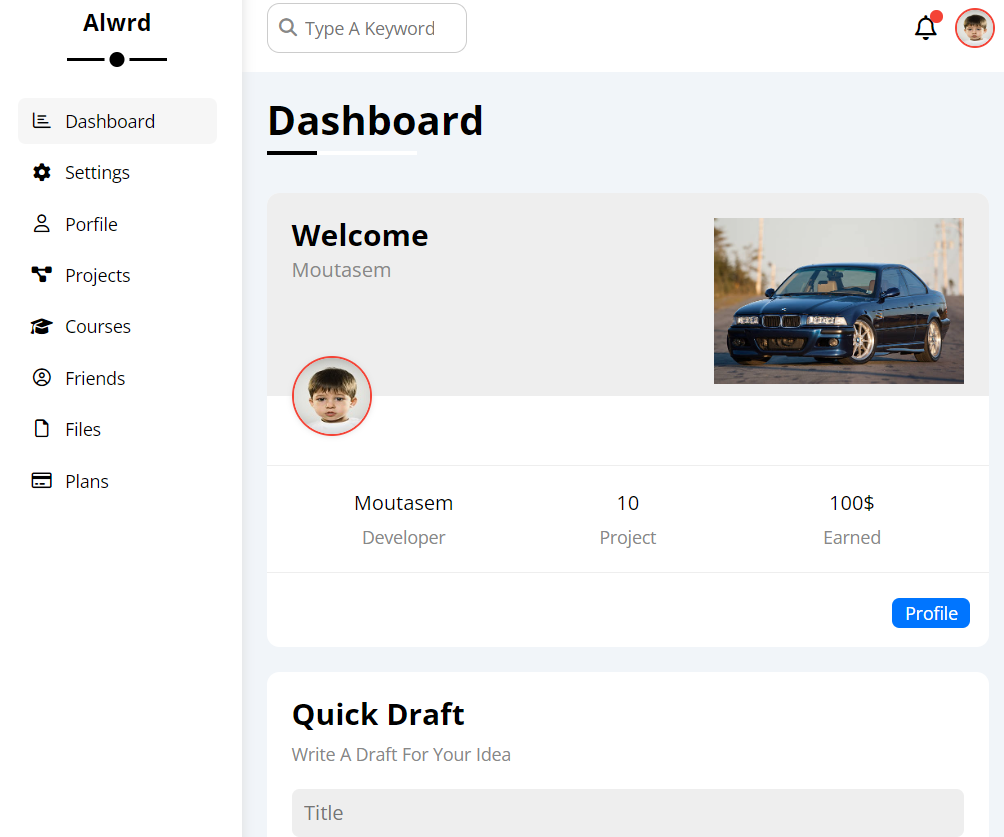 Alwrd
Type A Keyword
Dashboard
Settings
Porfile
Projects
Courses
Friends
Files
Plans
Dashboard
Welcome
Moutasem
Moutasem
Developer
10
Project
100$
Earned
Profile
Quick Draft
Write A Draft For Your Idea
Title